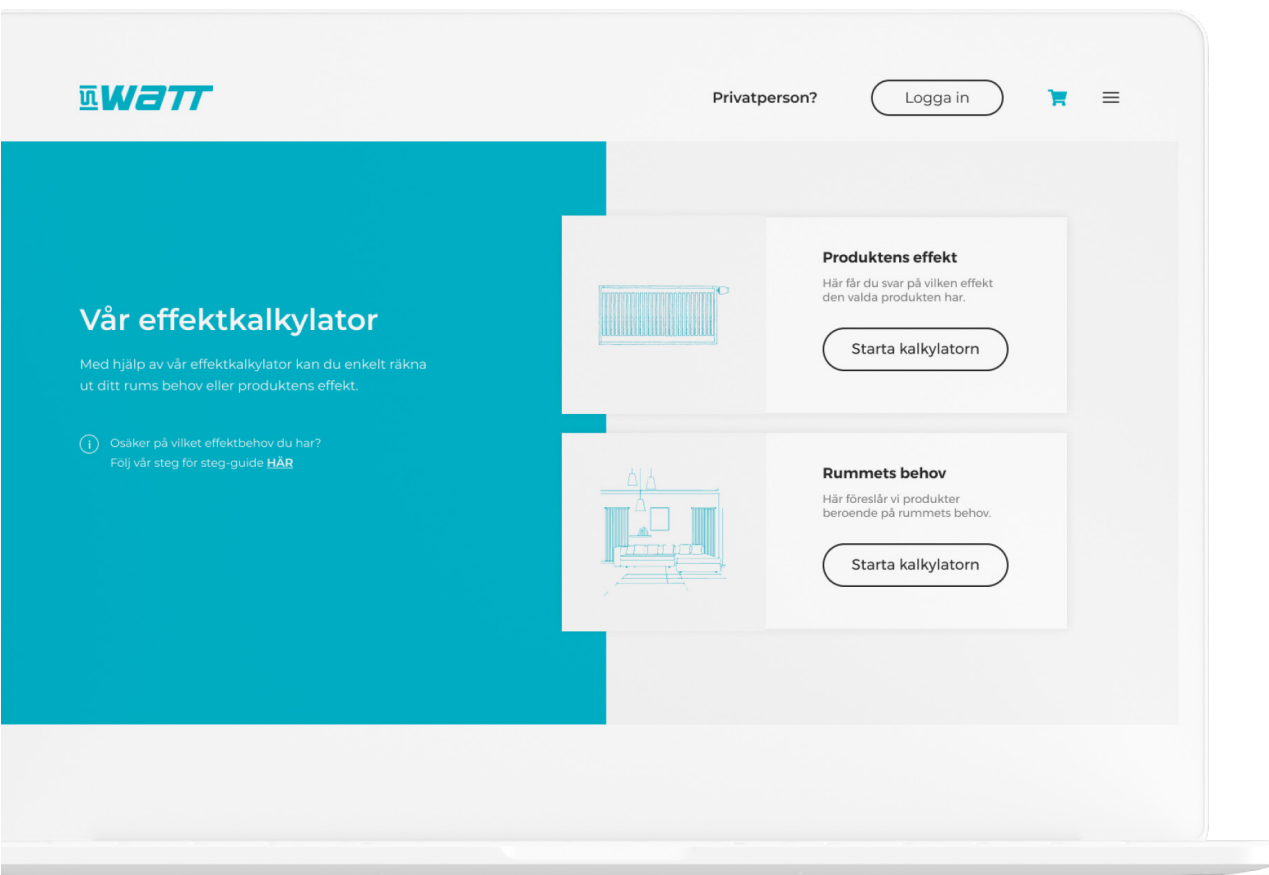 WATT
Privatperson?
Logga in
Vår effektkalkylator
Med hjälp av vår effektkalkylator kan du enkelt räkna
ut ditt rums behov eller produktens effekt.
Osäker på vilket effektbehov du har?
Följ vår steg för steg-guide HÄR
Produktens effekt
Här får du svar på vilken effekt
den valda produkten har.
Starta kalkylatorn
Rummets behov
Här föreslår vi produkter
beroende på rummets behov.
Starta kalkylatorn